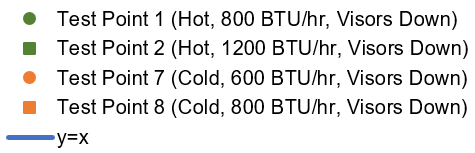 Test Point 1 (Hot, 800 BTU/hr, Visors Down)
Test Point 2 (Hot, 1200 BTU/hr, Visors Down)
Test Point 7 (Cold, 600 BTU/hr, Visors Down)
Test Point 8 (Cold, 800 BTU/hr, Visors Down)
y=x